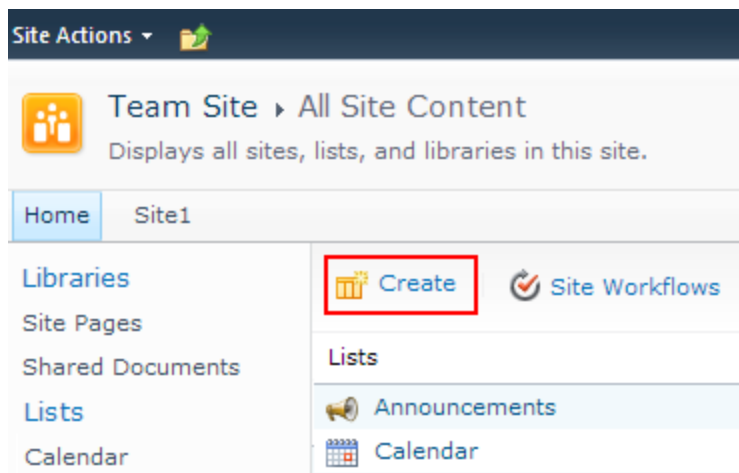 Site Actions
Team Site ▸ All Site Content
Displays all sites, lists, and libraries in this site.
Home Site1
Libraries
Site Pages
Shared Documents
Lists
Calendar
Create Site Workflows
Lists
Announcements
Calendar